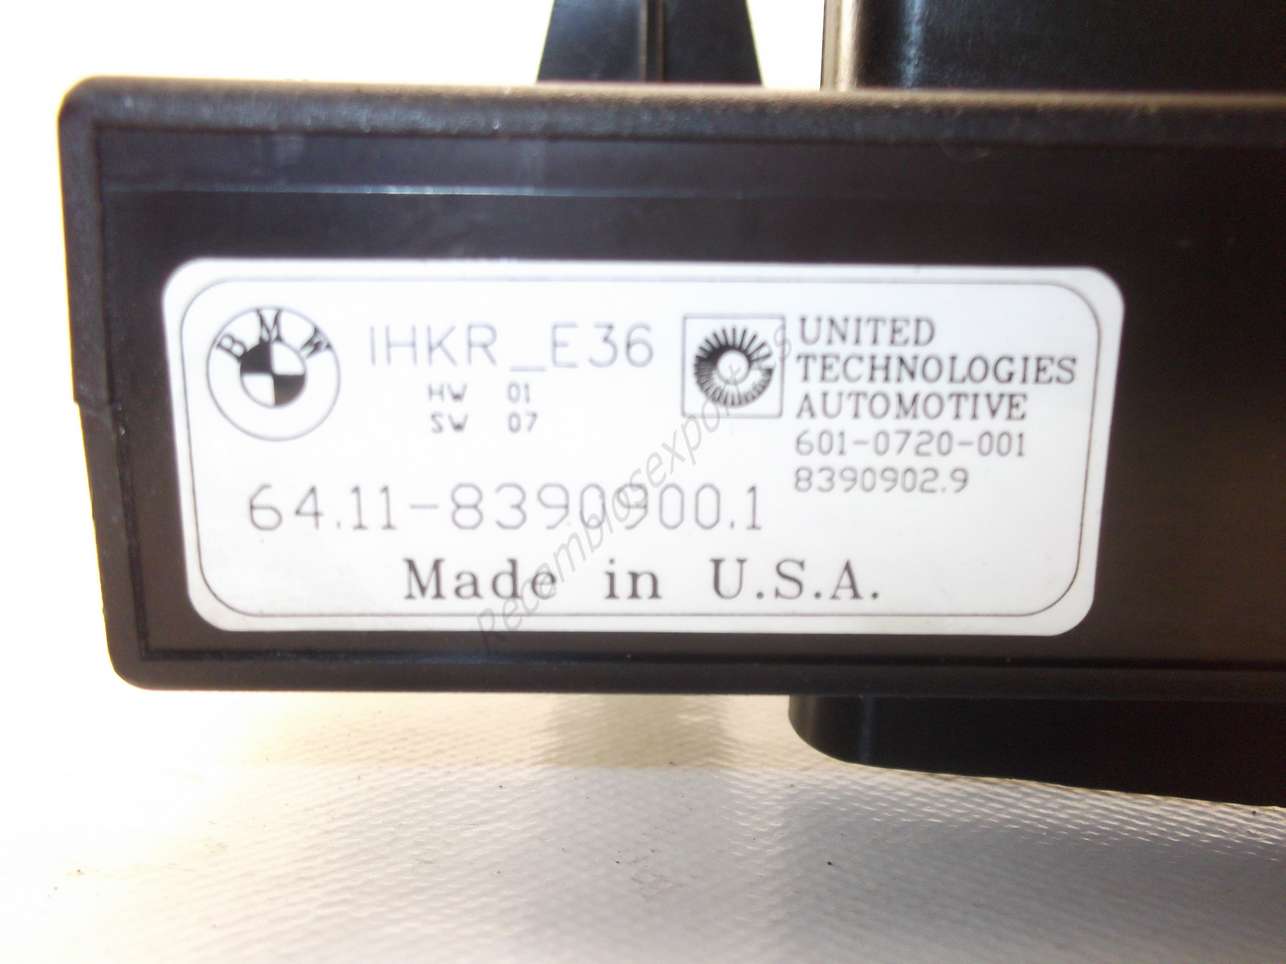 BMW
IHKR_E36
HW 01
SW 07
64.11-8390900.1
UNITED
TECHNOLOGIES
AUTOMOTIVE
601-0720-001
8390902.9
Made in U.S.A.
Recambiosexpor